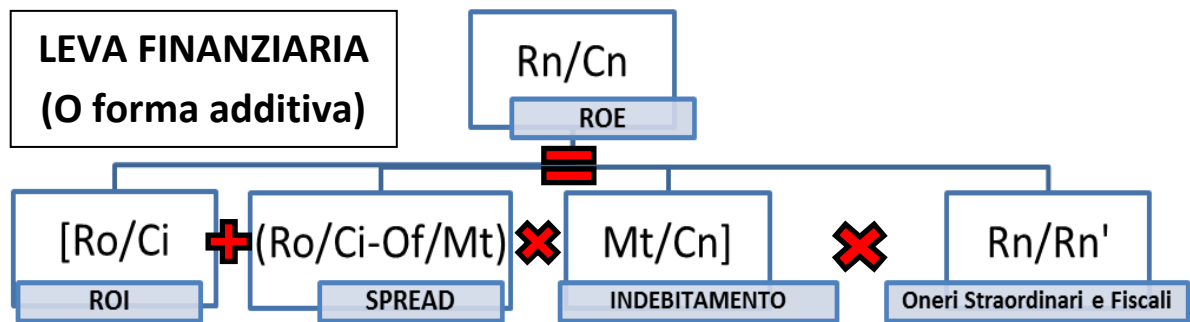 LEVA FINANZIARIA
(O forma additiva)
Rn/Cn
ROE
[Ro/Ci
ROI
(Ro/Ci-Of/Mt)
SPREAD
Mt/Cn]
INDEBITAMENTO
Rn/Rn'
Oneri Straordinari e Fiscali